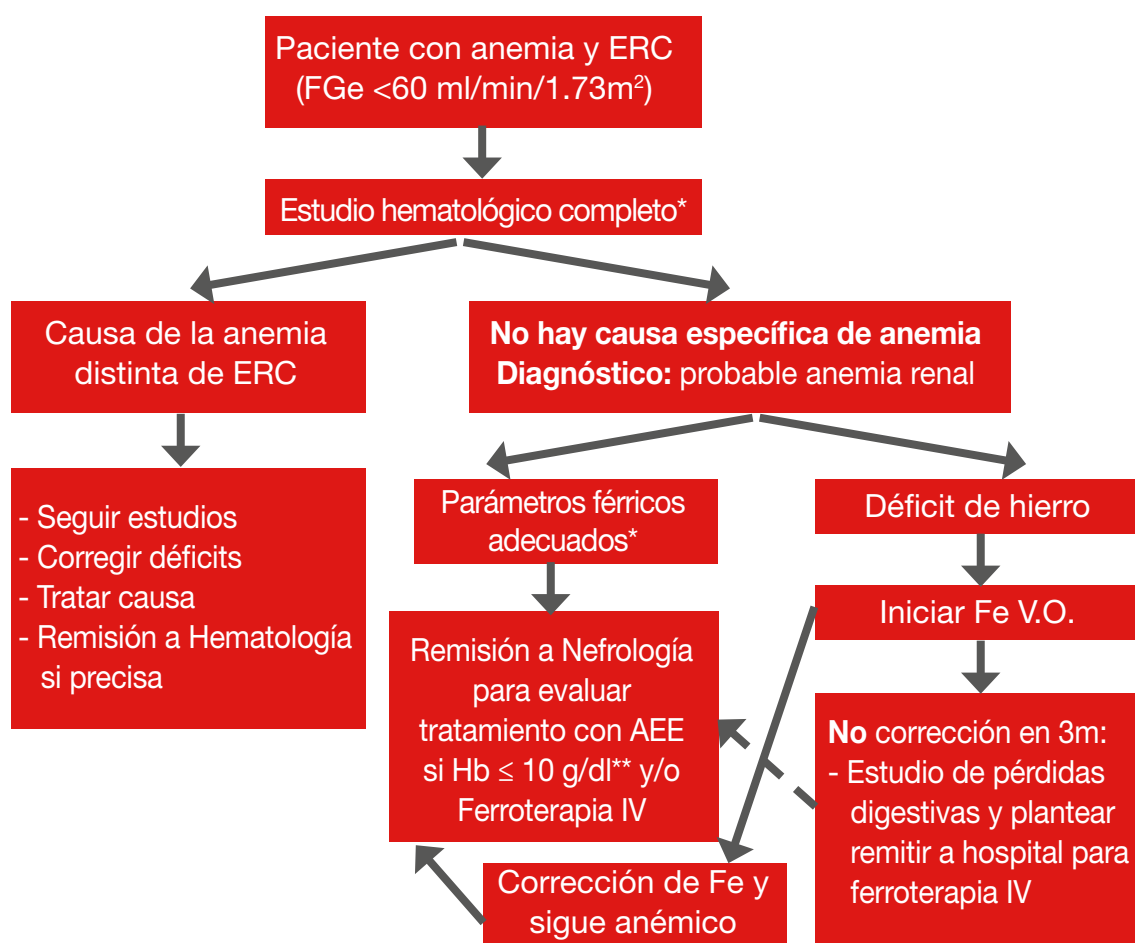 Paciente con anemia y ERC
(FGe <60 ml/min/1.73m²)
Estudio hematológico completo*
Causa de la anemia
distinta de ERC
No hay causa específica de anemia
Diagnóstico: probable anemia renal
- Seguir estudios
- Corregir déficits
- Tratar causa
- Remisión a Hematología
si precisa
Parámetros férricos
adecuados*
Déficit de hierro
Iniciar Fe V.O.
Remisión a Nefrología
para evaluar
tratamiento con AEE
si Hb ≤ 10 g/dl** y/o
Ferroterapia IV
No corrección en 3m:
- Estudio de pérdidas
digestivas y plantear
remitir a hospital para
ferroterapia IV
Corrección de Fe y
sigue anémico